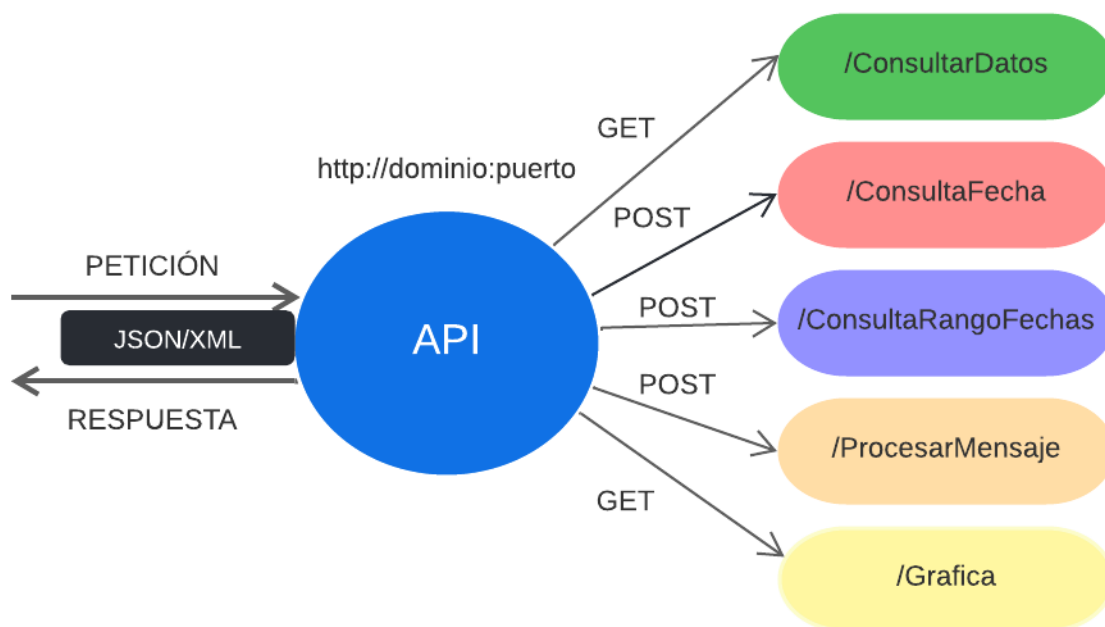 PETICIÓN
JSON/XML
RESPUESTA
http://dominio:puerto
API
GET
/ConsultarDatos
POST
/ConsultaFecha
POST
/ConsultaRangoFechas
POST
/ProcesarMensaje
GET
/Grafica